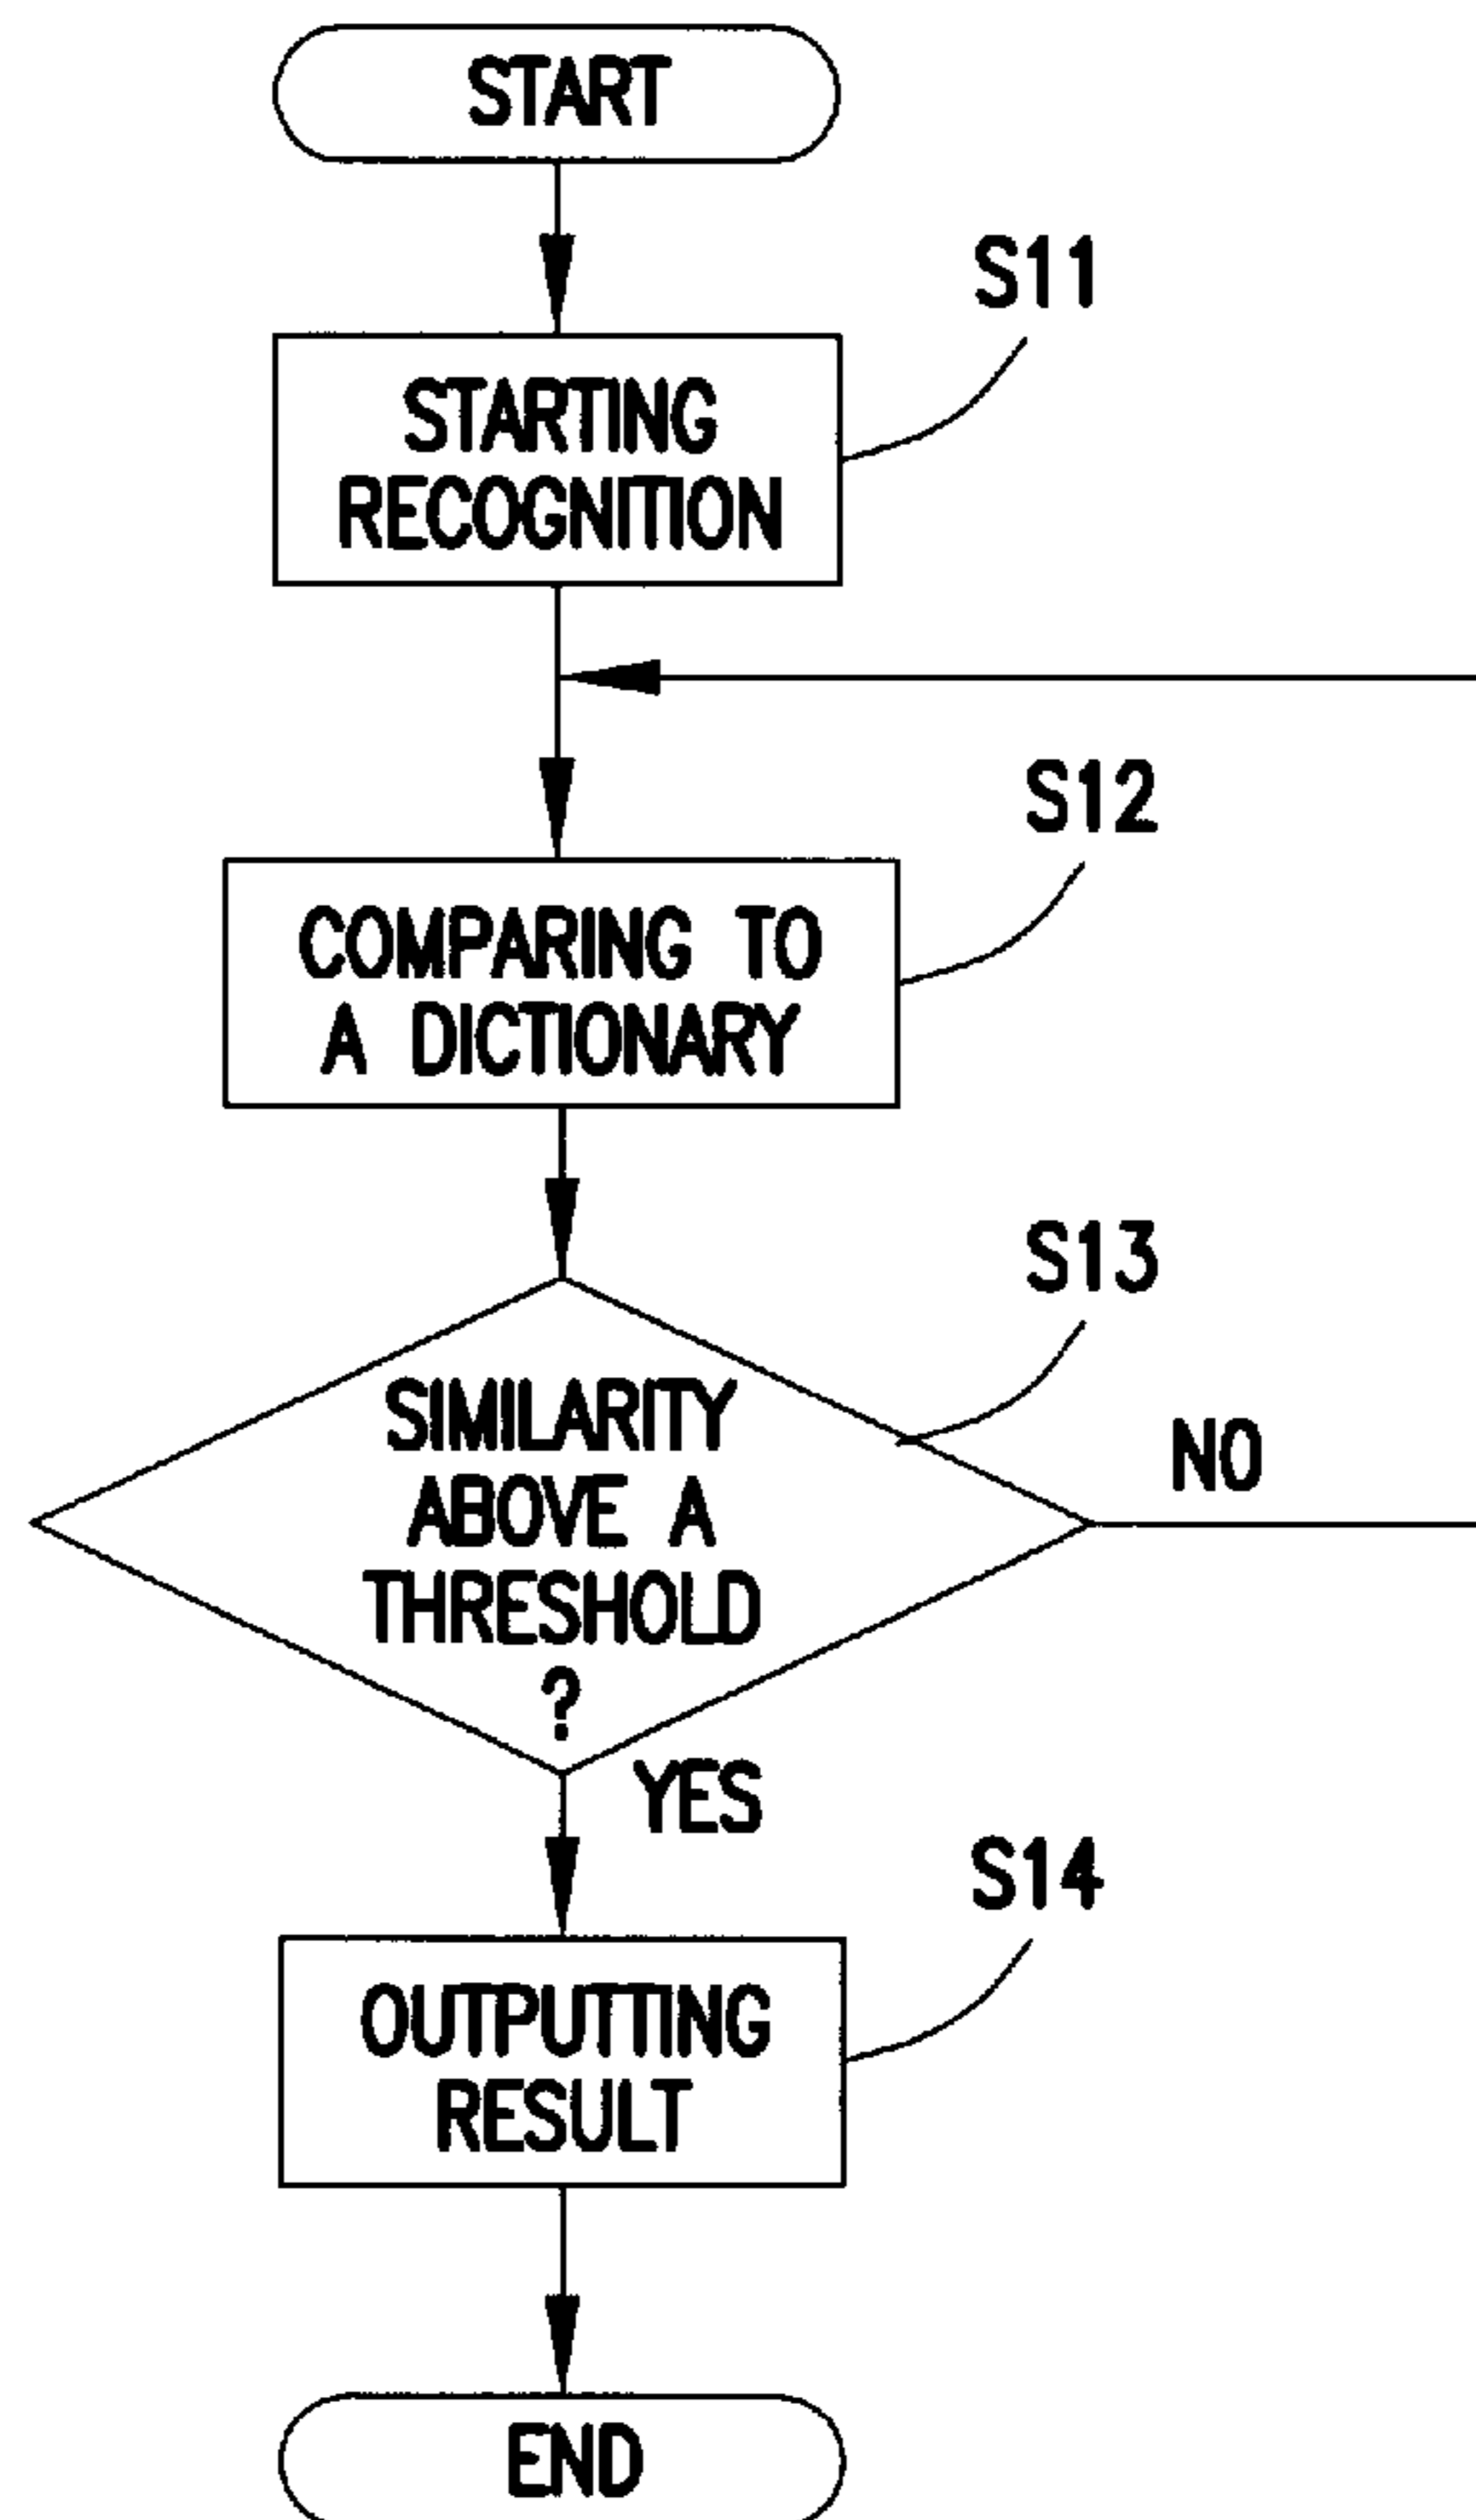 START
S11
STARTING
RECOGNITION
S12
COMPARING TO
A DICTIONARY
S13
SIMILARITY
ABOVE A
THRESHOLD
?
NO
YES
S14
OUTPUTTING
RESULT
END